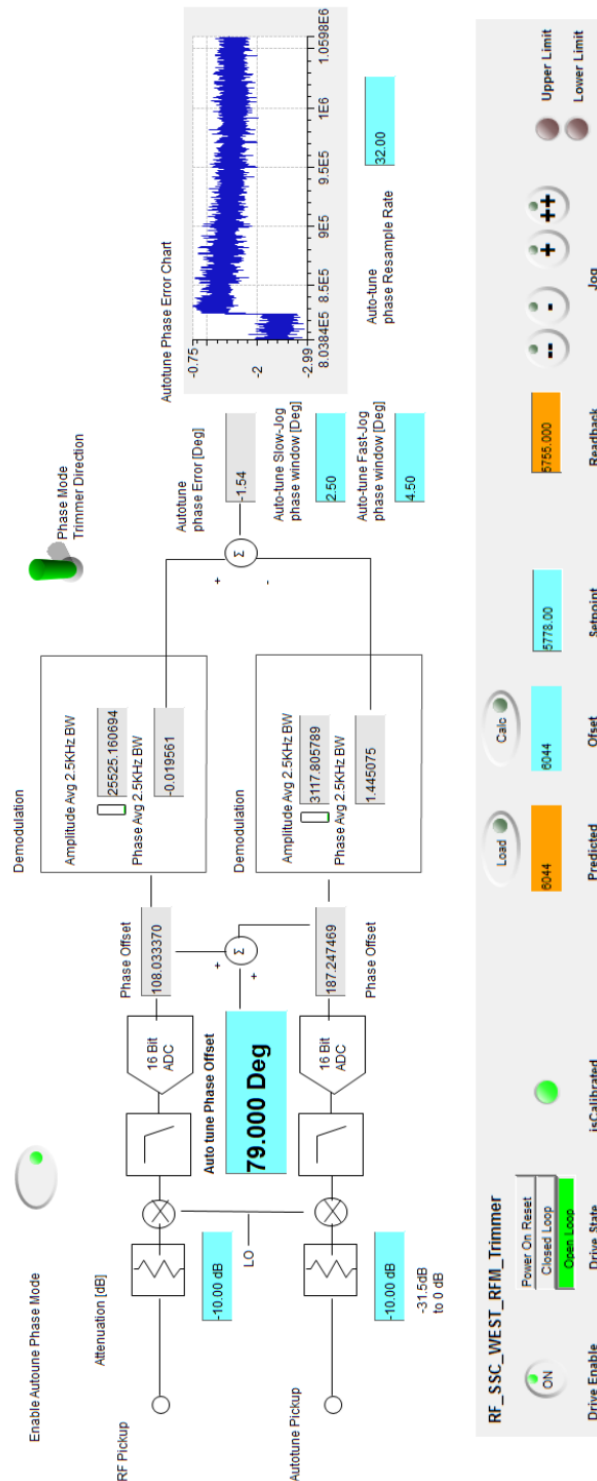 Enable Autoune Phase Mode
Phase Mode
Trimmer Direction
RF Pickup
Attenuation [dB]
-10.00 dB
LO
16 Bit
ADC
Phase Offset
108.033370
Demodulation
Amplitude Avg 2.5KHz BW
25525.160694
Phase Avg 2.5KHz BW
-0.019561
Auto tune Phase Offset
79.000 Deg
+
+
Σ
Autotune Pickup
-10.00 dB
-31.5dB
to 0 dB
16 Bit
ADC
187.247469
Phase Offset
Demodulation
Amplitude Avg 2.5KHz BW
3117.805789
Phase Avg 2.5KHz BW
1.445075
+
-
Σ
Autotune
phase Error [Deg]
-1.54
Auto-tune Slow-Jog
phase window [Deg]
2.50
Auto-tune Fast-Jog
phase window [Deg]
4.50
Autotune Phase Error Chart
-0.75
-2
-2.99
8.0384E5
8.5E5
9E5
9.5E5
1E6
1.0598E6
Auto-tune
phase Resample Rate
32.00
RF_SSC_WEST_RFM_Trimmer
ON
Drive Enable
Power On Reset
Closed Loop
Open Loop
Drive State
isCalibrated
Load
6044
Predicted
Calc
6044
Ofset
5778.00
Setpoint
5755.000
Readback
-- - + ++
Jog
Upper Limit
Lower Limit